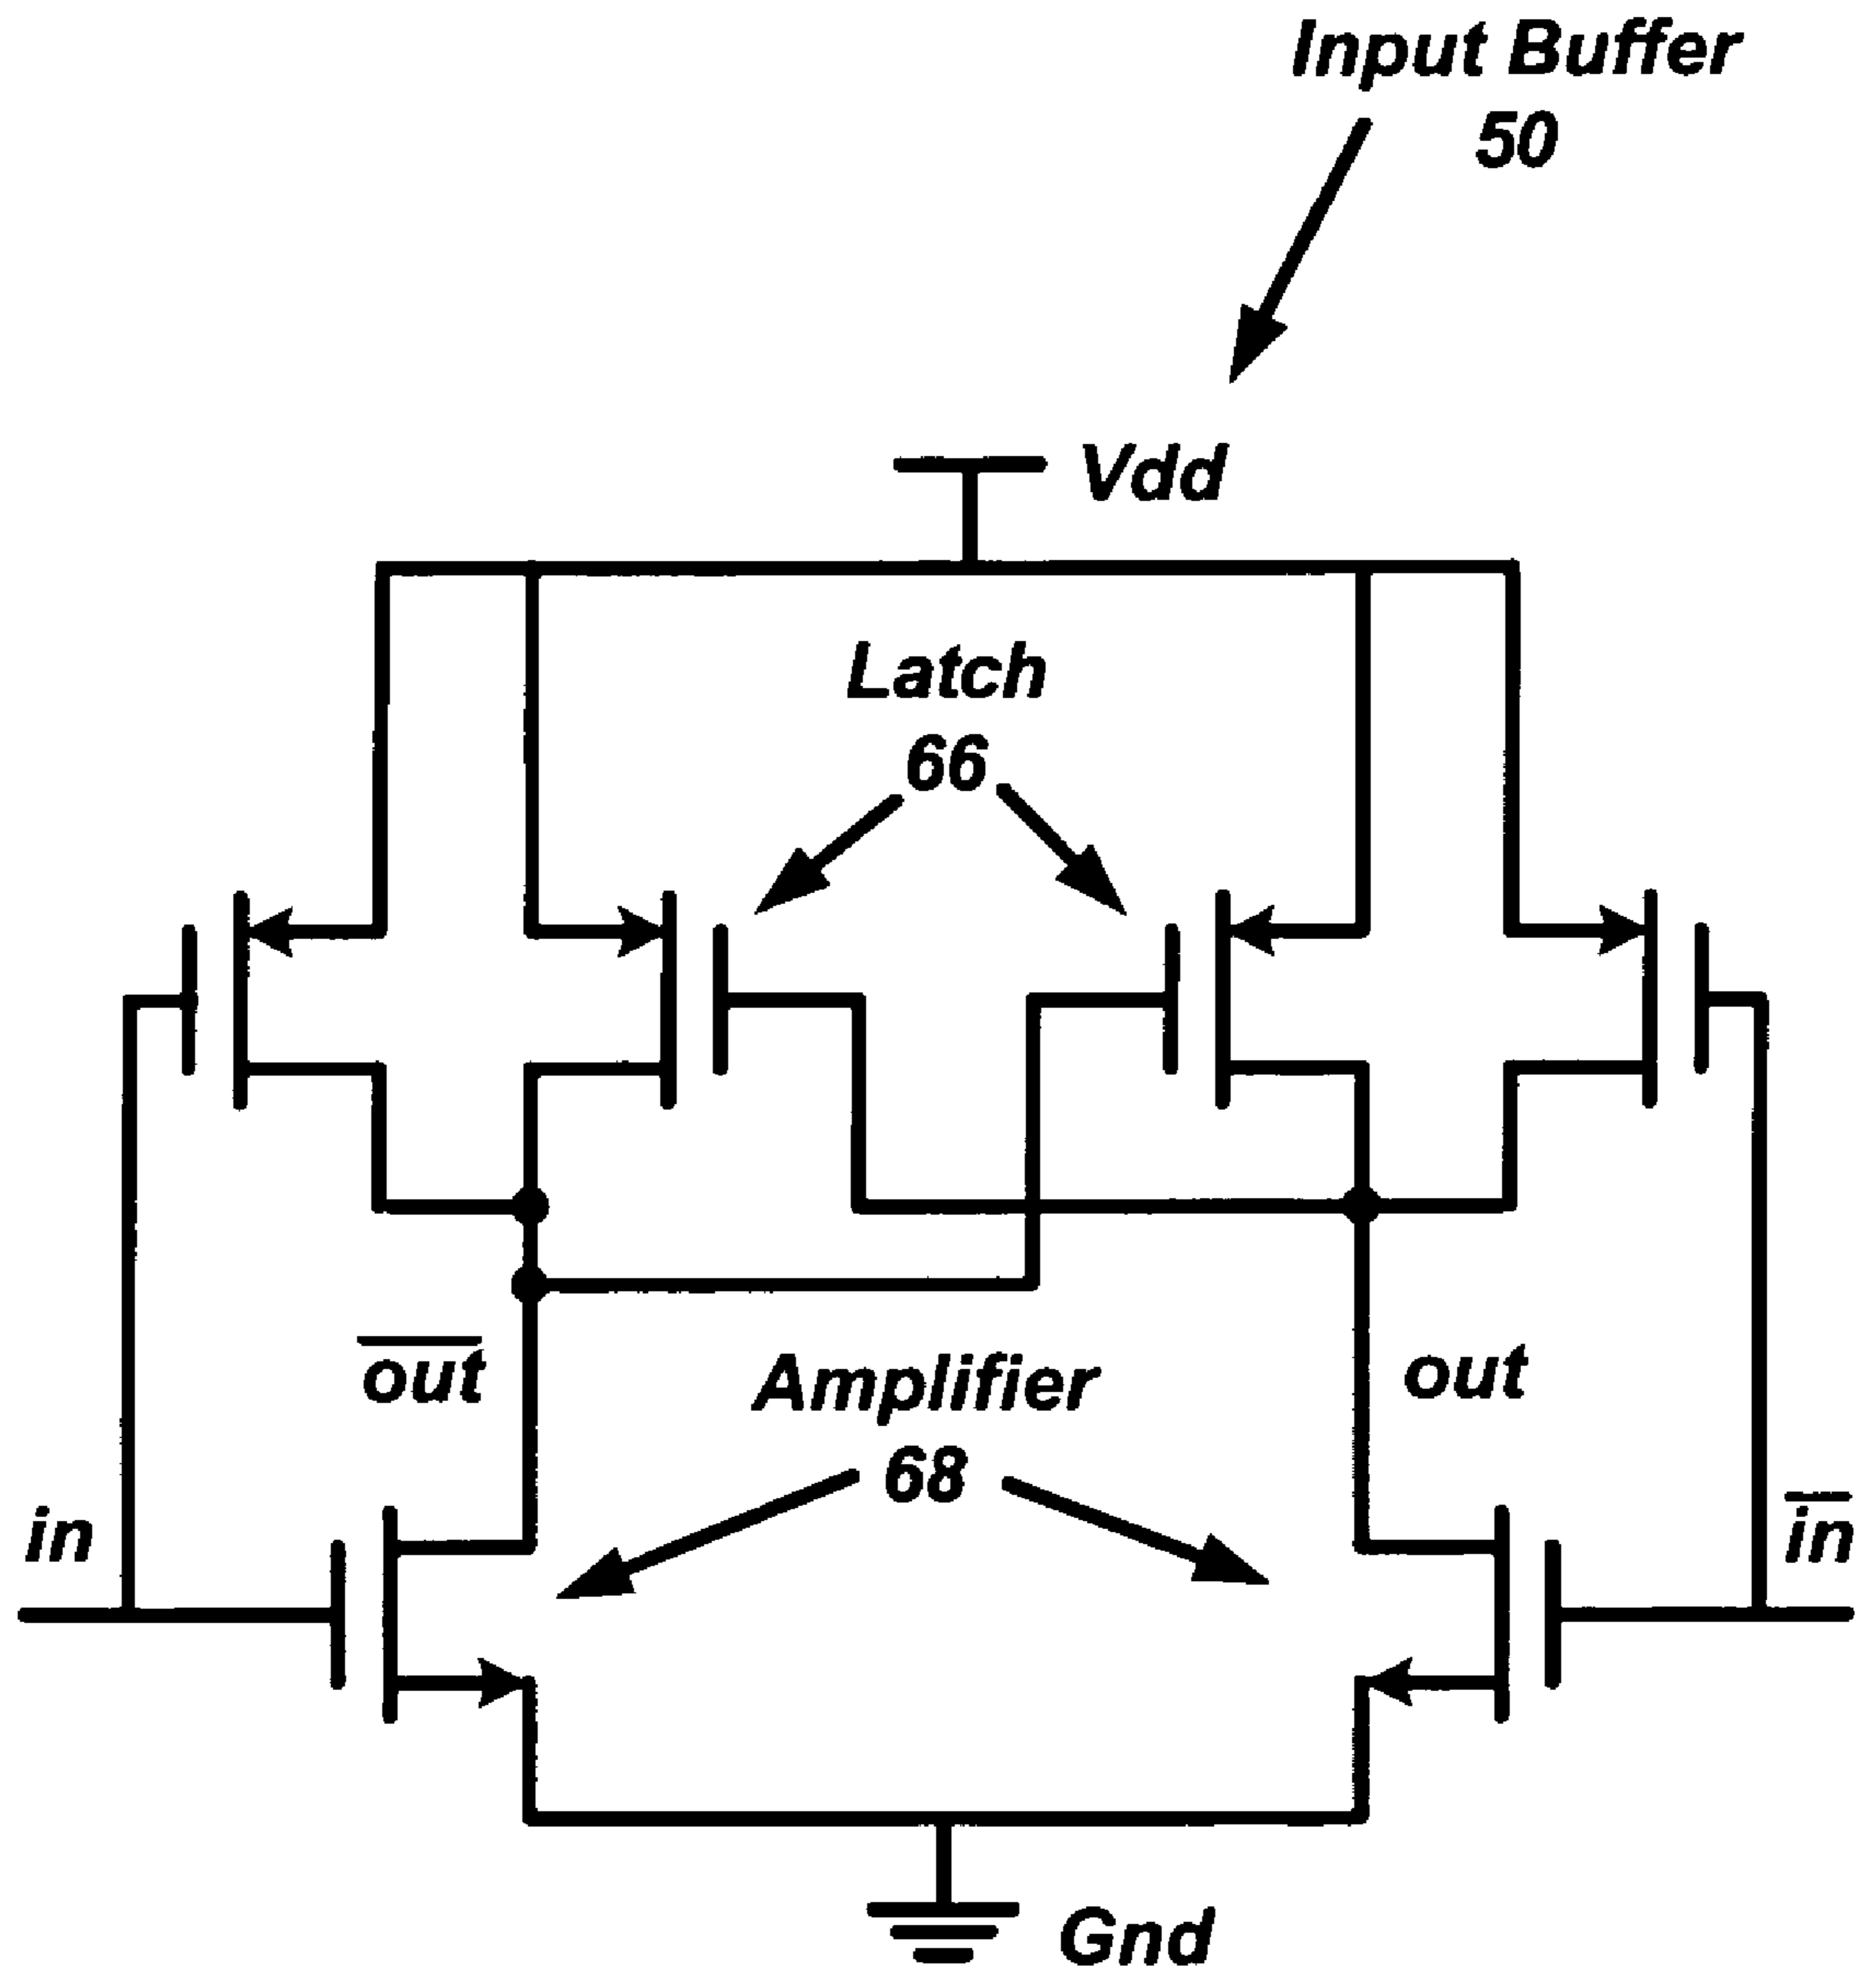 Input Buffer
50
Vdd
Latch
66
out
Amplifier
68
out
in
in
Gnd